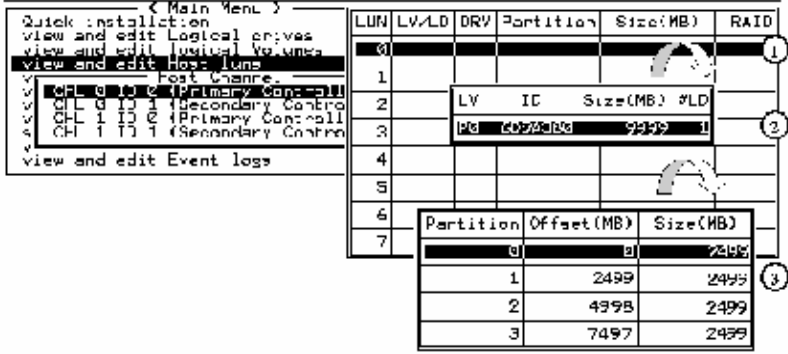 < Main Menu >
Quick installation
view and edit Logical drives
view and edit logical Volumes
view and edit Host luns
v Host Channel
v CHL 0 ID 0 (Primary Controll
v CHL 0 ID 1 (Secondary Contro
v CHL 1 ID 0 (Primary Controll
s CHL 1 ID 1 (Secondary Contro
v
view and edit Event logs
LUN LV/LD DRV Partition Size(MB) RAID
0
1
2
3
4
5
6
7
1
LV ID Size(MB) #LD
P0 9999 1
2
Partition Offset(MB) Size(MB)
0 0 2499
1 2499 2499
2 4998 2499
3 7497 2499
3